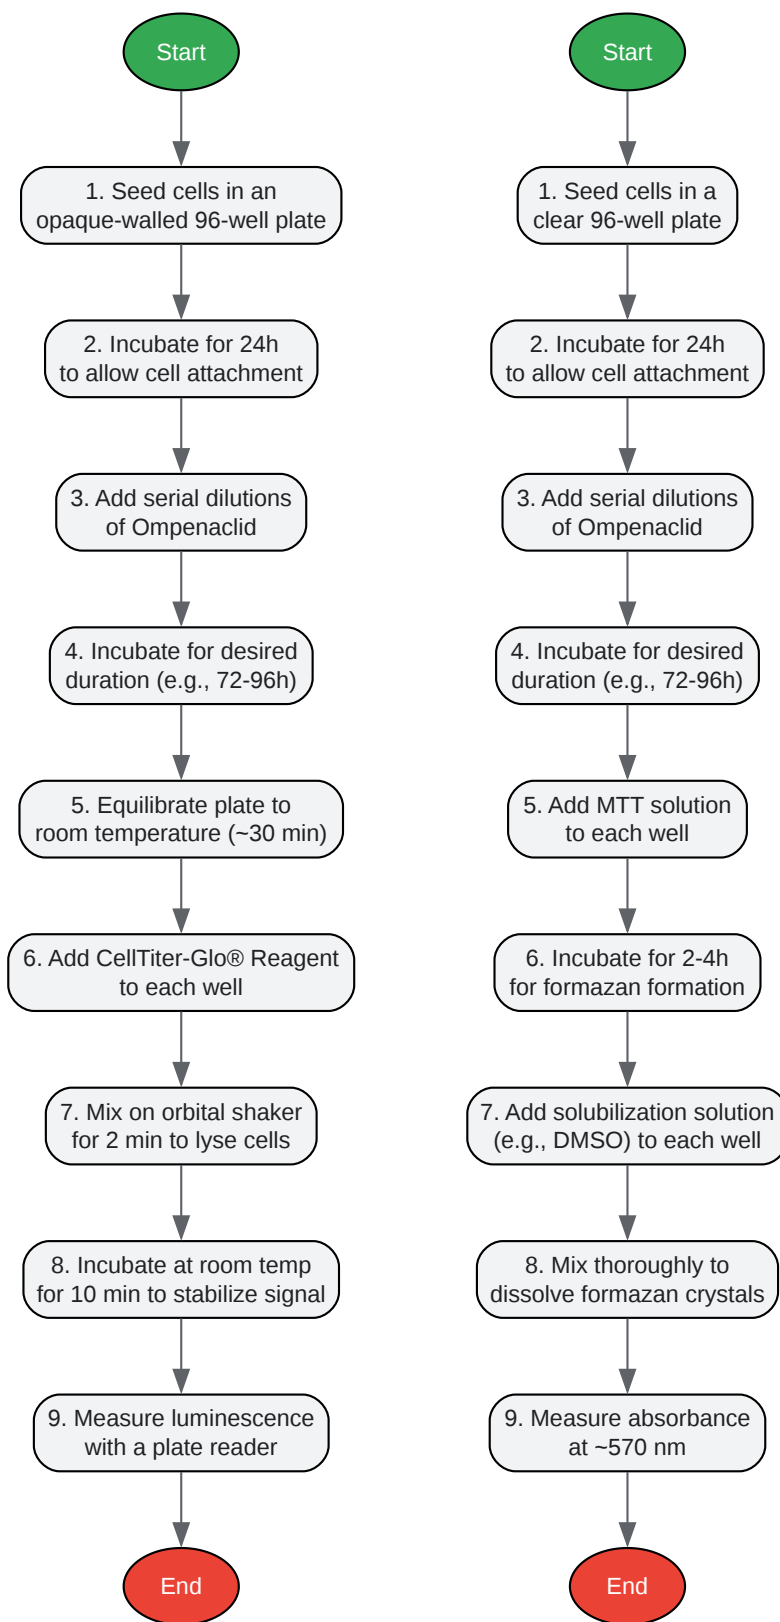 Start
1. Seed cells in an
opaque-walled 96-well plate
2. Incubate for 24h
to allow cell attachment
3. Add serial dilutions
of Ompenaclid
4. Incubate for desired
duration (e.g., 72-96h)
5. Equilibrate plate to
room temperature (~30 min)
6. Add CellTiter-Glo® Reagent
to each well
7. Mix on orbital shaker
for 2 min to lyse cells
8. Incubate at room temp
for 10 min to stabilize signal
9. Measure luminescence
with a plate reader
End
Start
1. Seed cells in a
clear 96-well plate
2. Incubate for 24h
to allow cell attachment
3. Add serial dilutions
of Ompenaclid
4. Incubate for desired
duration (e.g., 72-96h)
5. Add MTT solution
to each well
6. Incubate for 2-4h
for formazan formation
7. Add solubilization solution
(e.g., DMSO) to each well
8. Mix thoroughly to
dissolve formazan crystals
9. Measure absorbance
at ~570 nm
End